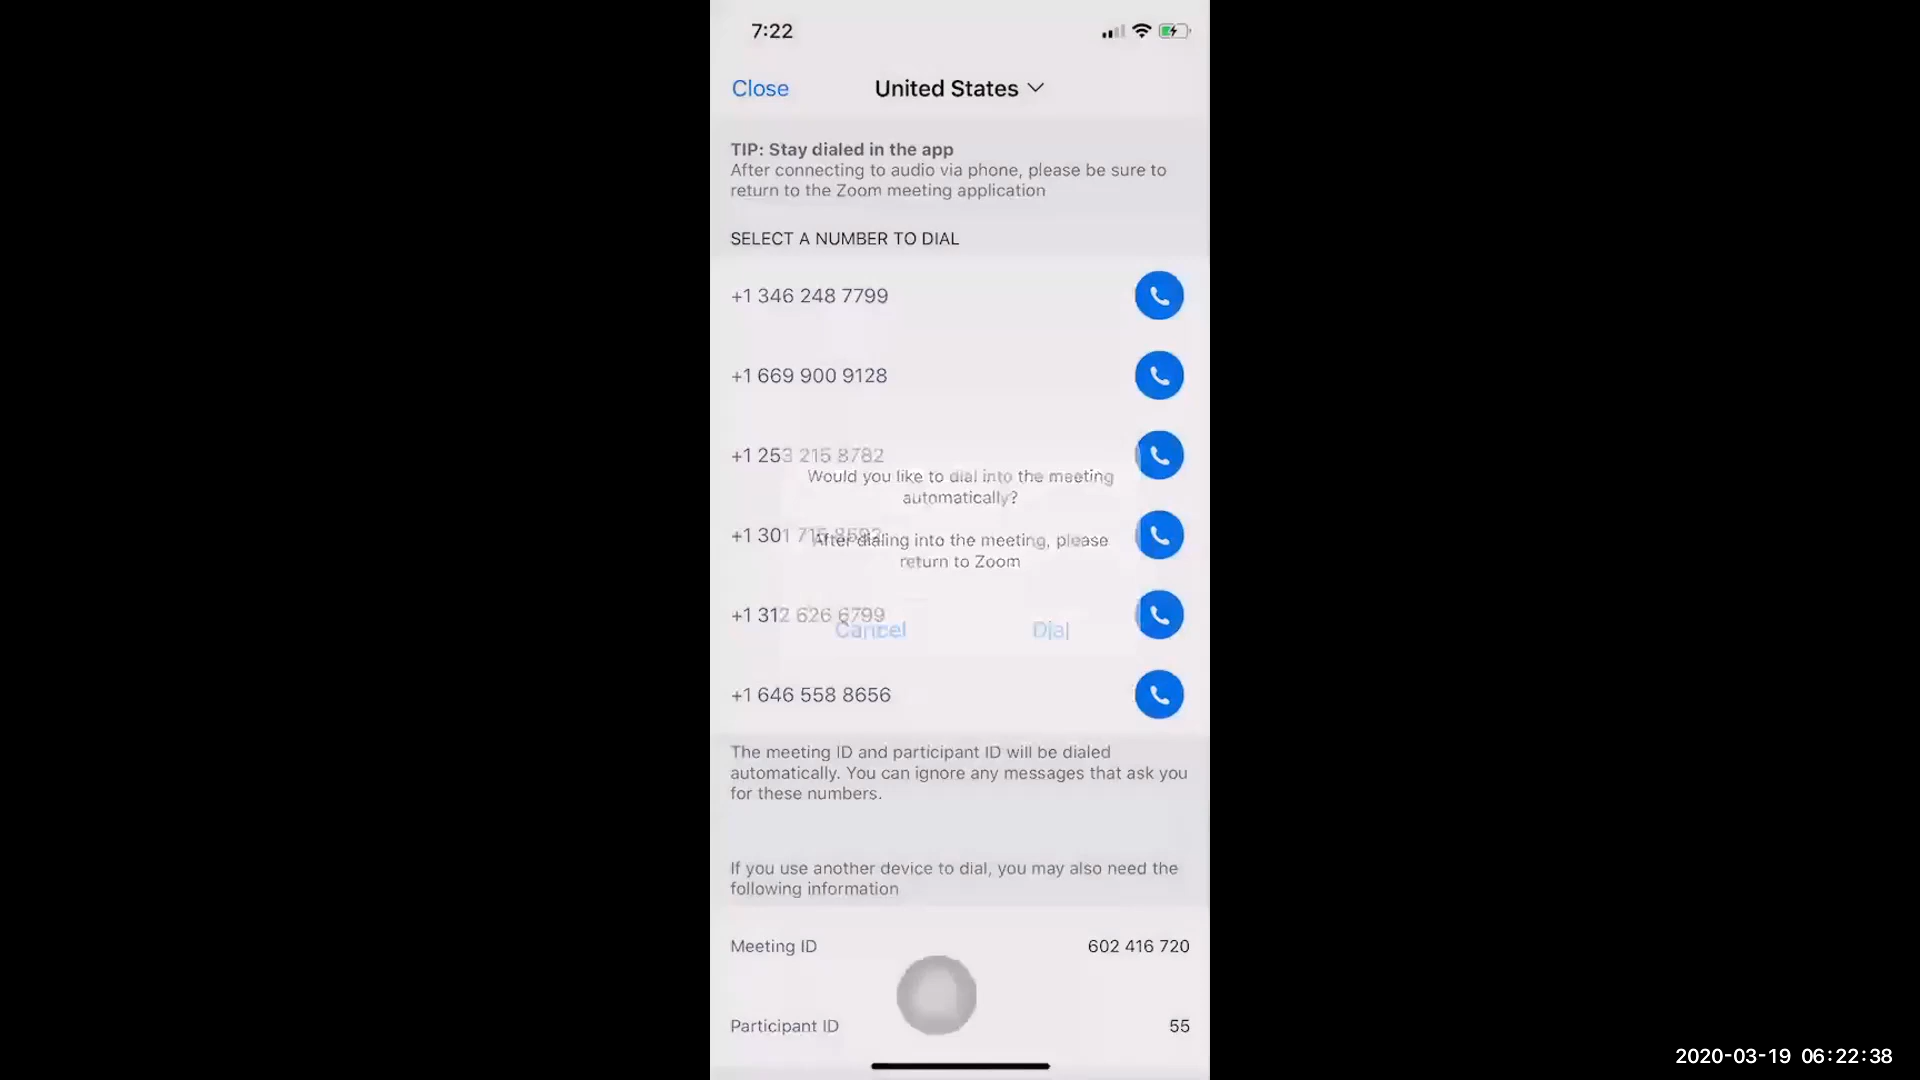 7:22
Close
United States
TIP: Stay dialed in the app
After connecting to audio via phone, please be sure to
return to the Zoom meeting application
SELECT A NUMBER TO DIAL
+1 346 248 7799
+1 669 900 9128
+1 253 215 8782
Would you like to dial into the meeting
automatically?
+1 301 715 8592
After dialing into the meeting, please
return to Zoom
+1 312 626 6799
Cancel
Dial
+1 646 558 8656
The meeting ID and participant ID will be dialed
automatically. You can ignore any messages that ask you
for these numbers.
If you use another device to dial, you may also need the
following information
Meeting ID
602 416 720
Participant ID
55
2020-03-19 06:22:38